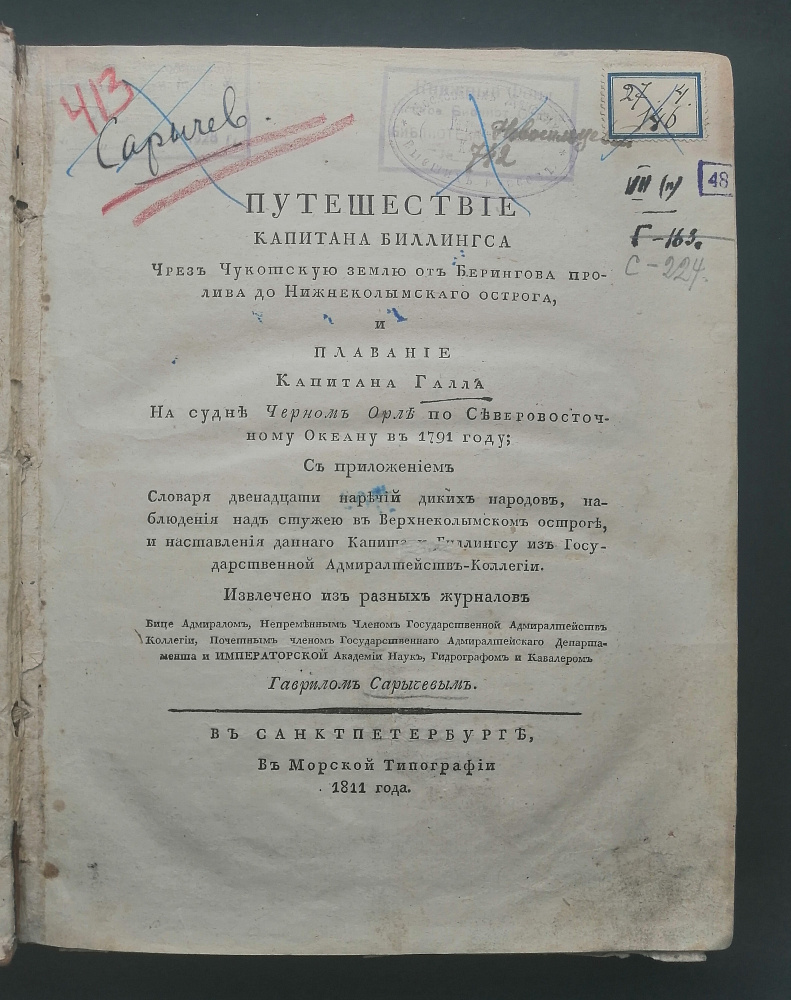 413
Сарычев.
27 4.
742
VII (п)
48
Г-163.
С-224.
ПУТЕШЕСТВІЕ
КАПИТАНА БИЛЛИНГСА
Чрезъ Чукотскую землю отъ Берингова про-
лива до Нижнеколымскаго острога,
и
ПЛАВАНІЕ
Капитана Галла
На суднѣ Черномъ Орлѣ по Сѣверовосточ-
ному Океану въ 1791 году;
Съ приложеніемъ
Словаря двенадцати нарѣчій дикихъ народовъ, на-
блюденія надъ стужею въ Верхнеколымскомъ острогѣ,
и наставленія даннаго Капитану Биллингсу изъ Госу-
дарственной Адмиралтействъ-Коллегіи.
Извлечено изъ разныхъ журналовъ
Вице Адмираломъ, Непремѣннымъ Членомъ Государственной Адмиралтействъ
Коллегіи, Почетнымъ членомъ Государственнаго Адмиралтейскаго Департа-
мента и ИМПЕРАТОРСКОЙ Академіи Наукъ, Гидрографомъ и Кавалеромъ
Гавриломъ Сарычевымъ.
ВЪ САНКТПЕТЕРБУРГѢ,
Въ Морской Типографіи
1811 года.